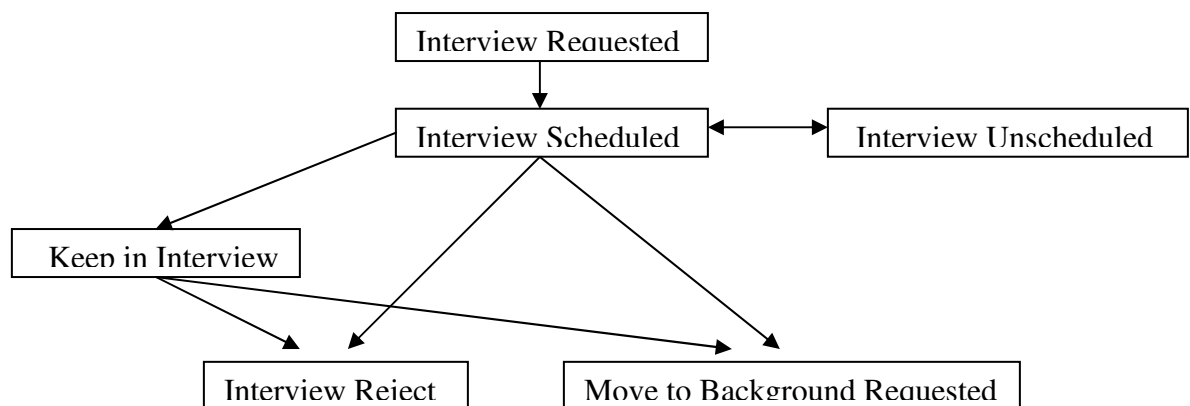 Interview Requested
Interview Scheduled
Interview Unscheduled
Keep in Interview
Interview Reject
Move to Background Requested